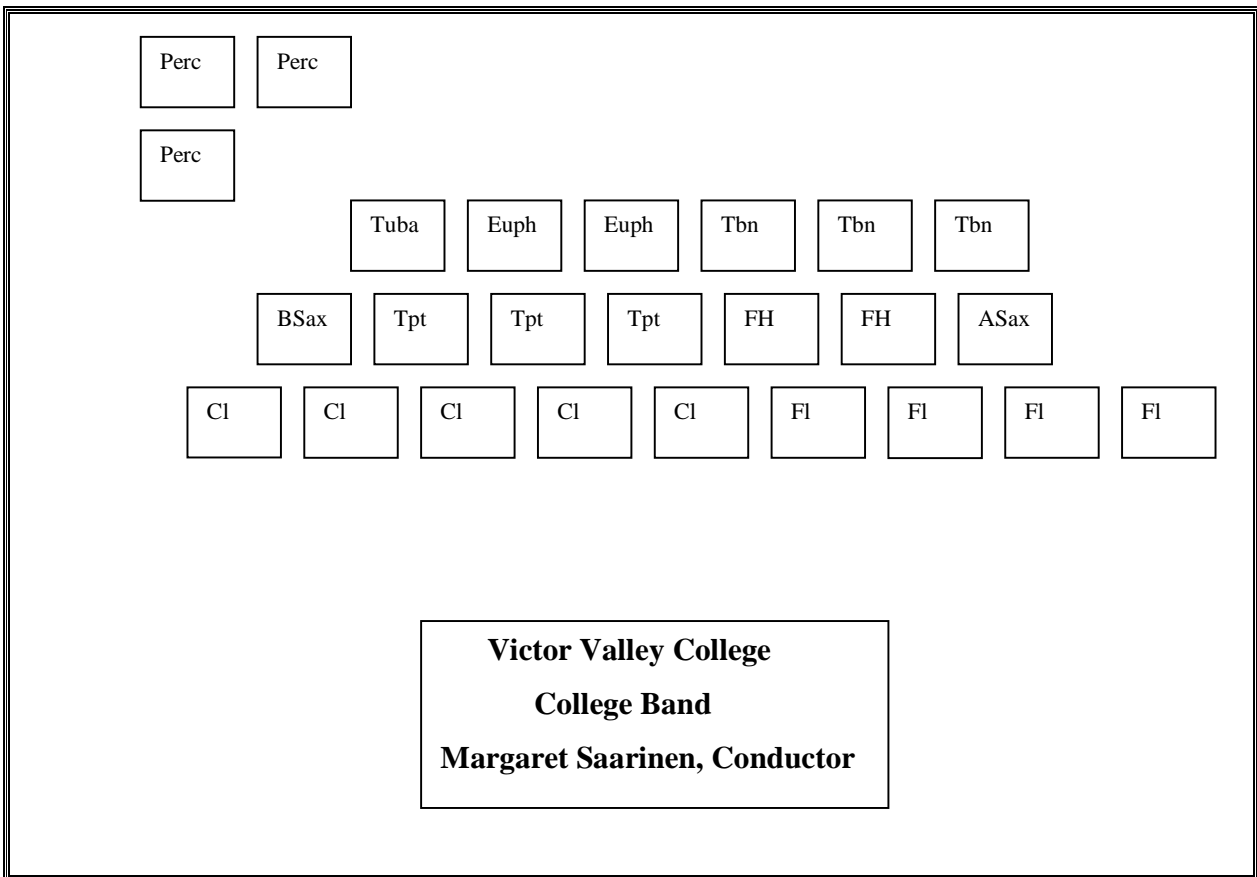 Perc Perc
Perc
Tuba Euph Euph Tbn Tbn Tbn
BSax Tpt Tpt Tpt FH FH ASax
Cl Cl Cl Cl Cl Fl Fl Fl Fl
Victor Valley College
College Band
Margaret Saarinen, Conductor